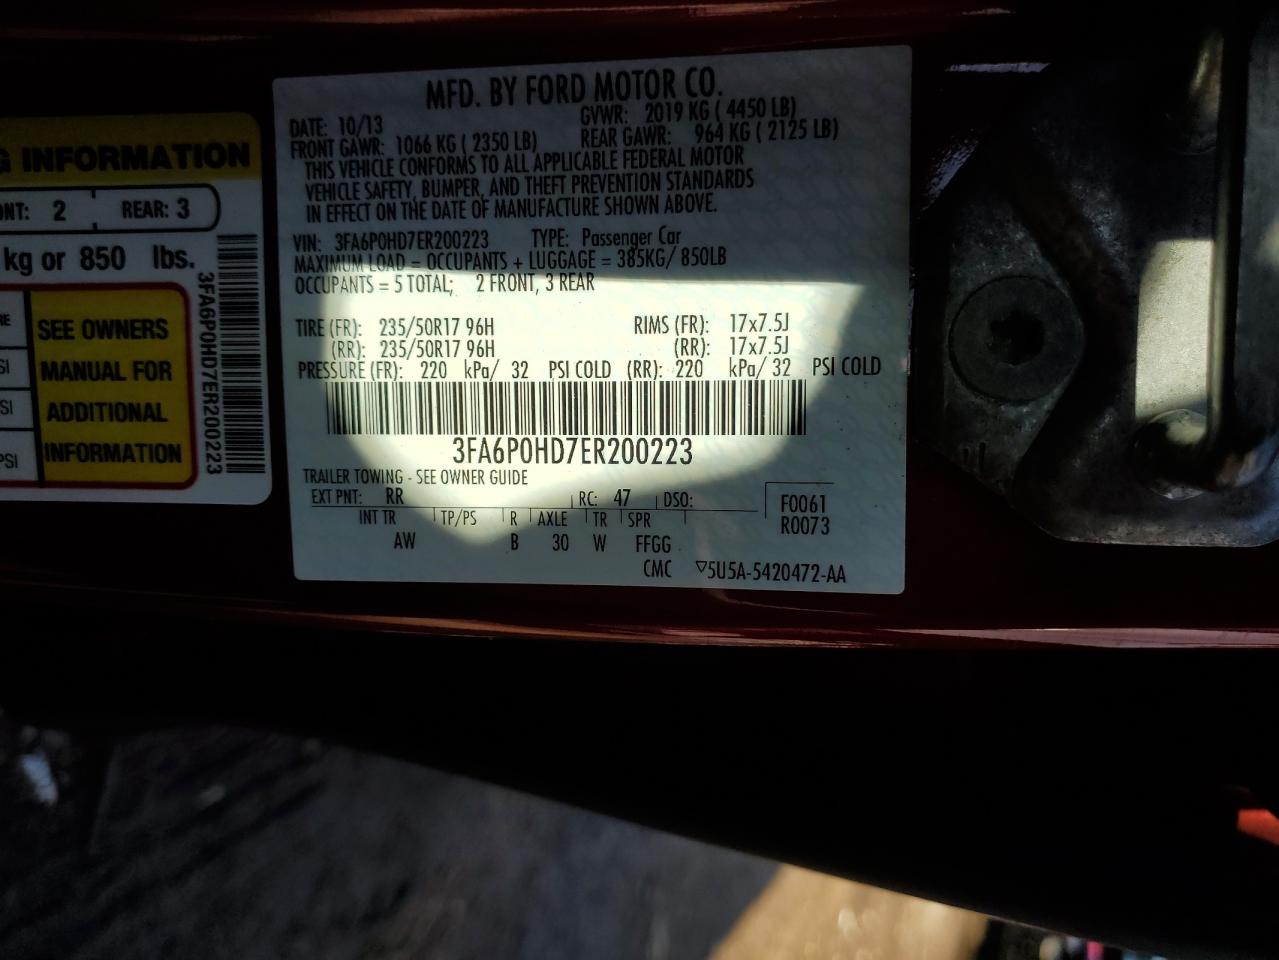 G INFORMATION
ONT: 2 REAR: 3
kg or 850 lbs.
RE
SI
SI
PSI
SEE OWNERS
MANUAL FOR
ADDITIONAL
INFORMATION
3FA6P0HD7ER200223
MFD. BY FORD MOTOR CO.
DATE: 10/13 GVWR: 2019 KG ( 4450 LB)
FRONT GAWR: 1066 KG ( 2350 LB) REAR GAWR: 964 KG ( 2125 LB)
THIS VEHICLE CONFORMS TO ALL APPLICABLE FEDERAL MOTOR
VEHICLE SAFETY, BUMPER, AND THEFT PREVENTION STANDARDS
IN EFFECT ON THE DATE OF MANUFACTURE SHOWN ABOVE.
VIN: 3FA6P0HD7ER200223 TYPE: Passenger Car
MAXIMUM LOAD = OCCUPANTS + LUGGAGE = 385KG/ 850LB
OCCUPANTS = 5 TOTAL; 2 FRONT, 3 REAR
TIRE (FR): 235/50R17 96H RIMS (FR): 17x7.5J
(RR): 235/50R17 96H (RR): 17x7.5J
PRESSURE (FR): 220 kPa/ 32 PSI COLD (RR): 220 kPa/ 32 PSI COLD
3FA6P0HD7ER200223
TRAILER TOWING - SEE OWNER GUIDE
EXT PNT: RR RC: 47 DSO: F0061
R0073
INT TR TP/PS R AXLE TR SPR
AW B 30 W FFGG
CMC ▽5U5A-5420472-AA